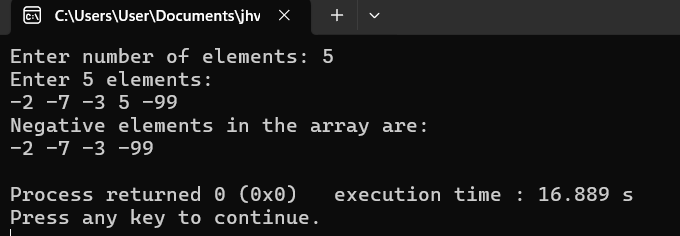 C:\Users\User\Documents\jhv
Enter number of elements: 5
Enter 5 elements:
-2 -7 -3 5 -99
Negative elements in the array are:
-2 -7 -3 -99
Process returned 0 (0x0)   execution time : 16.889 s
Press any key to continue.